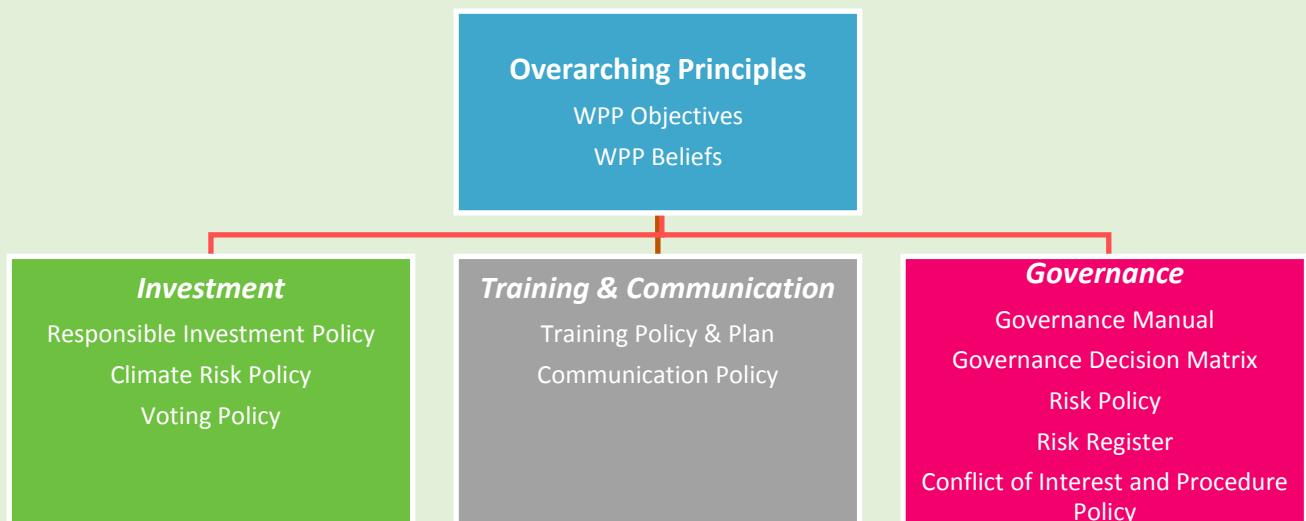 Overarching Principles
WPP Objectives
WPP Beliefs
Investment
Responsible Investment Policy
Climate Risk Policy
Voting Policy
Training & Communication
Training Policy & Plan
Communication Policy
Governance
Governance Manual
Governance Decision Matrix
Risk Policy
Risk Register
Conflict of Interest and Procedure
Policy